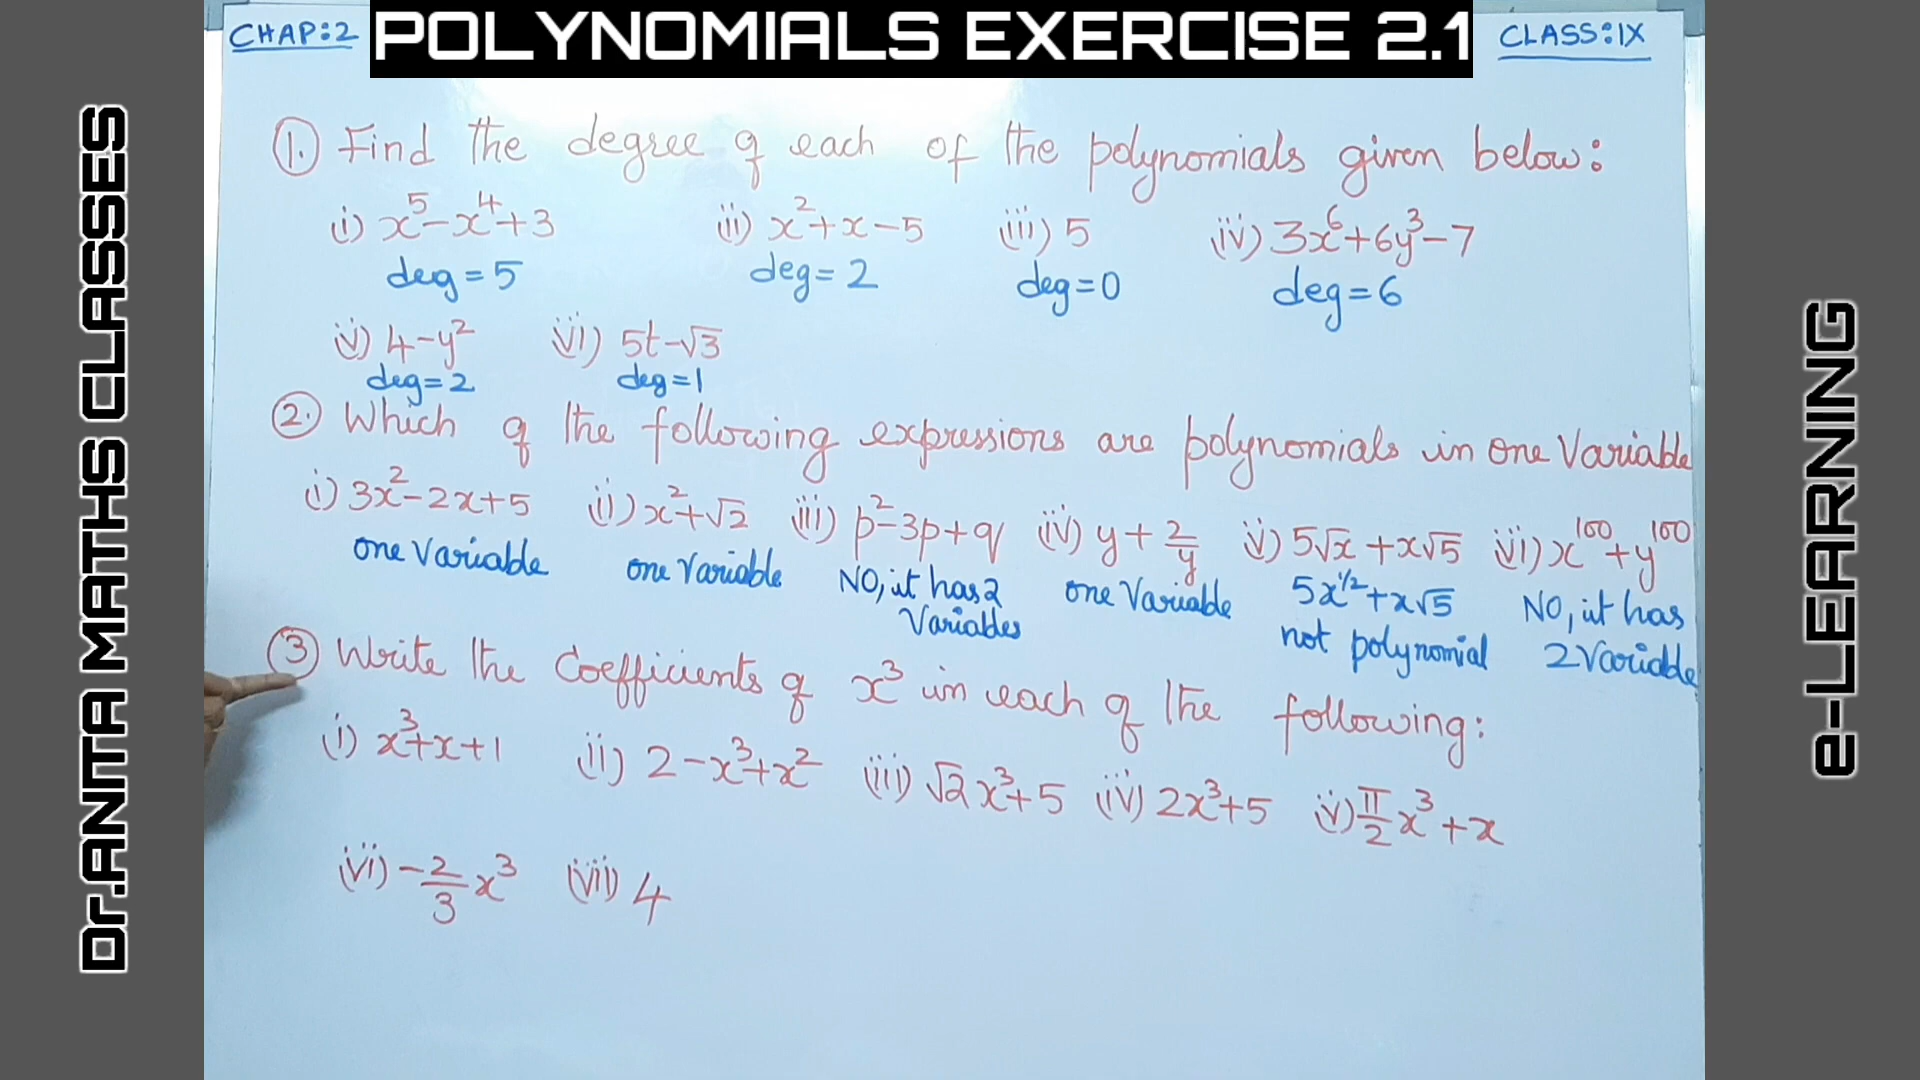 CHAP:2 POLYNOMIALS EXERCISE 2.1 CLASS:IX
Dr.ANITA MATHS CLASSES
① Find the degree of each of the polynomials given below:
(i) x⁵-x⁴+3 (ii) x²+x-5 (iii) 5 (iv) 3x⁶+6y³-7
deg=5 deg=2 deg=0 deg=6
(v) 4-y² (vi) 5t-√3
deg=2 deg=1
② Which of the following expressions are polynomials in one Variable
(i) 3x²-2x+5 (ii) x²+√2 (iii) p²-3p+q (iv) y+2/y (v) 5√x+x√5 (vi) x¹⁰⁰+y¹⁰⁰
one Variable one Variable NO, it has 2 one Variable 5x^1/2+x√5 NO, it has
Variables not polynomial 2 Variable
③ Write the Coefficients of x³ in each of the following:
(i) x³+x+1 (ii) 2-x³+x² (iii) √2x³+5 (iv) 2x³+5 (v) π/2 x³+x
(vi) -2/3 x³ (vii) 4
e-LEARNING